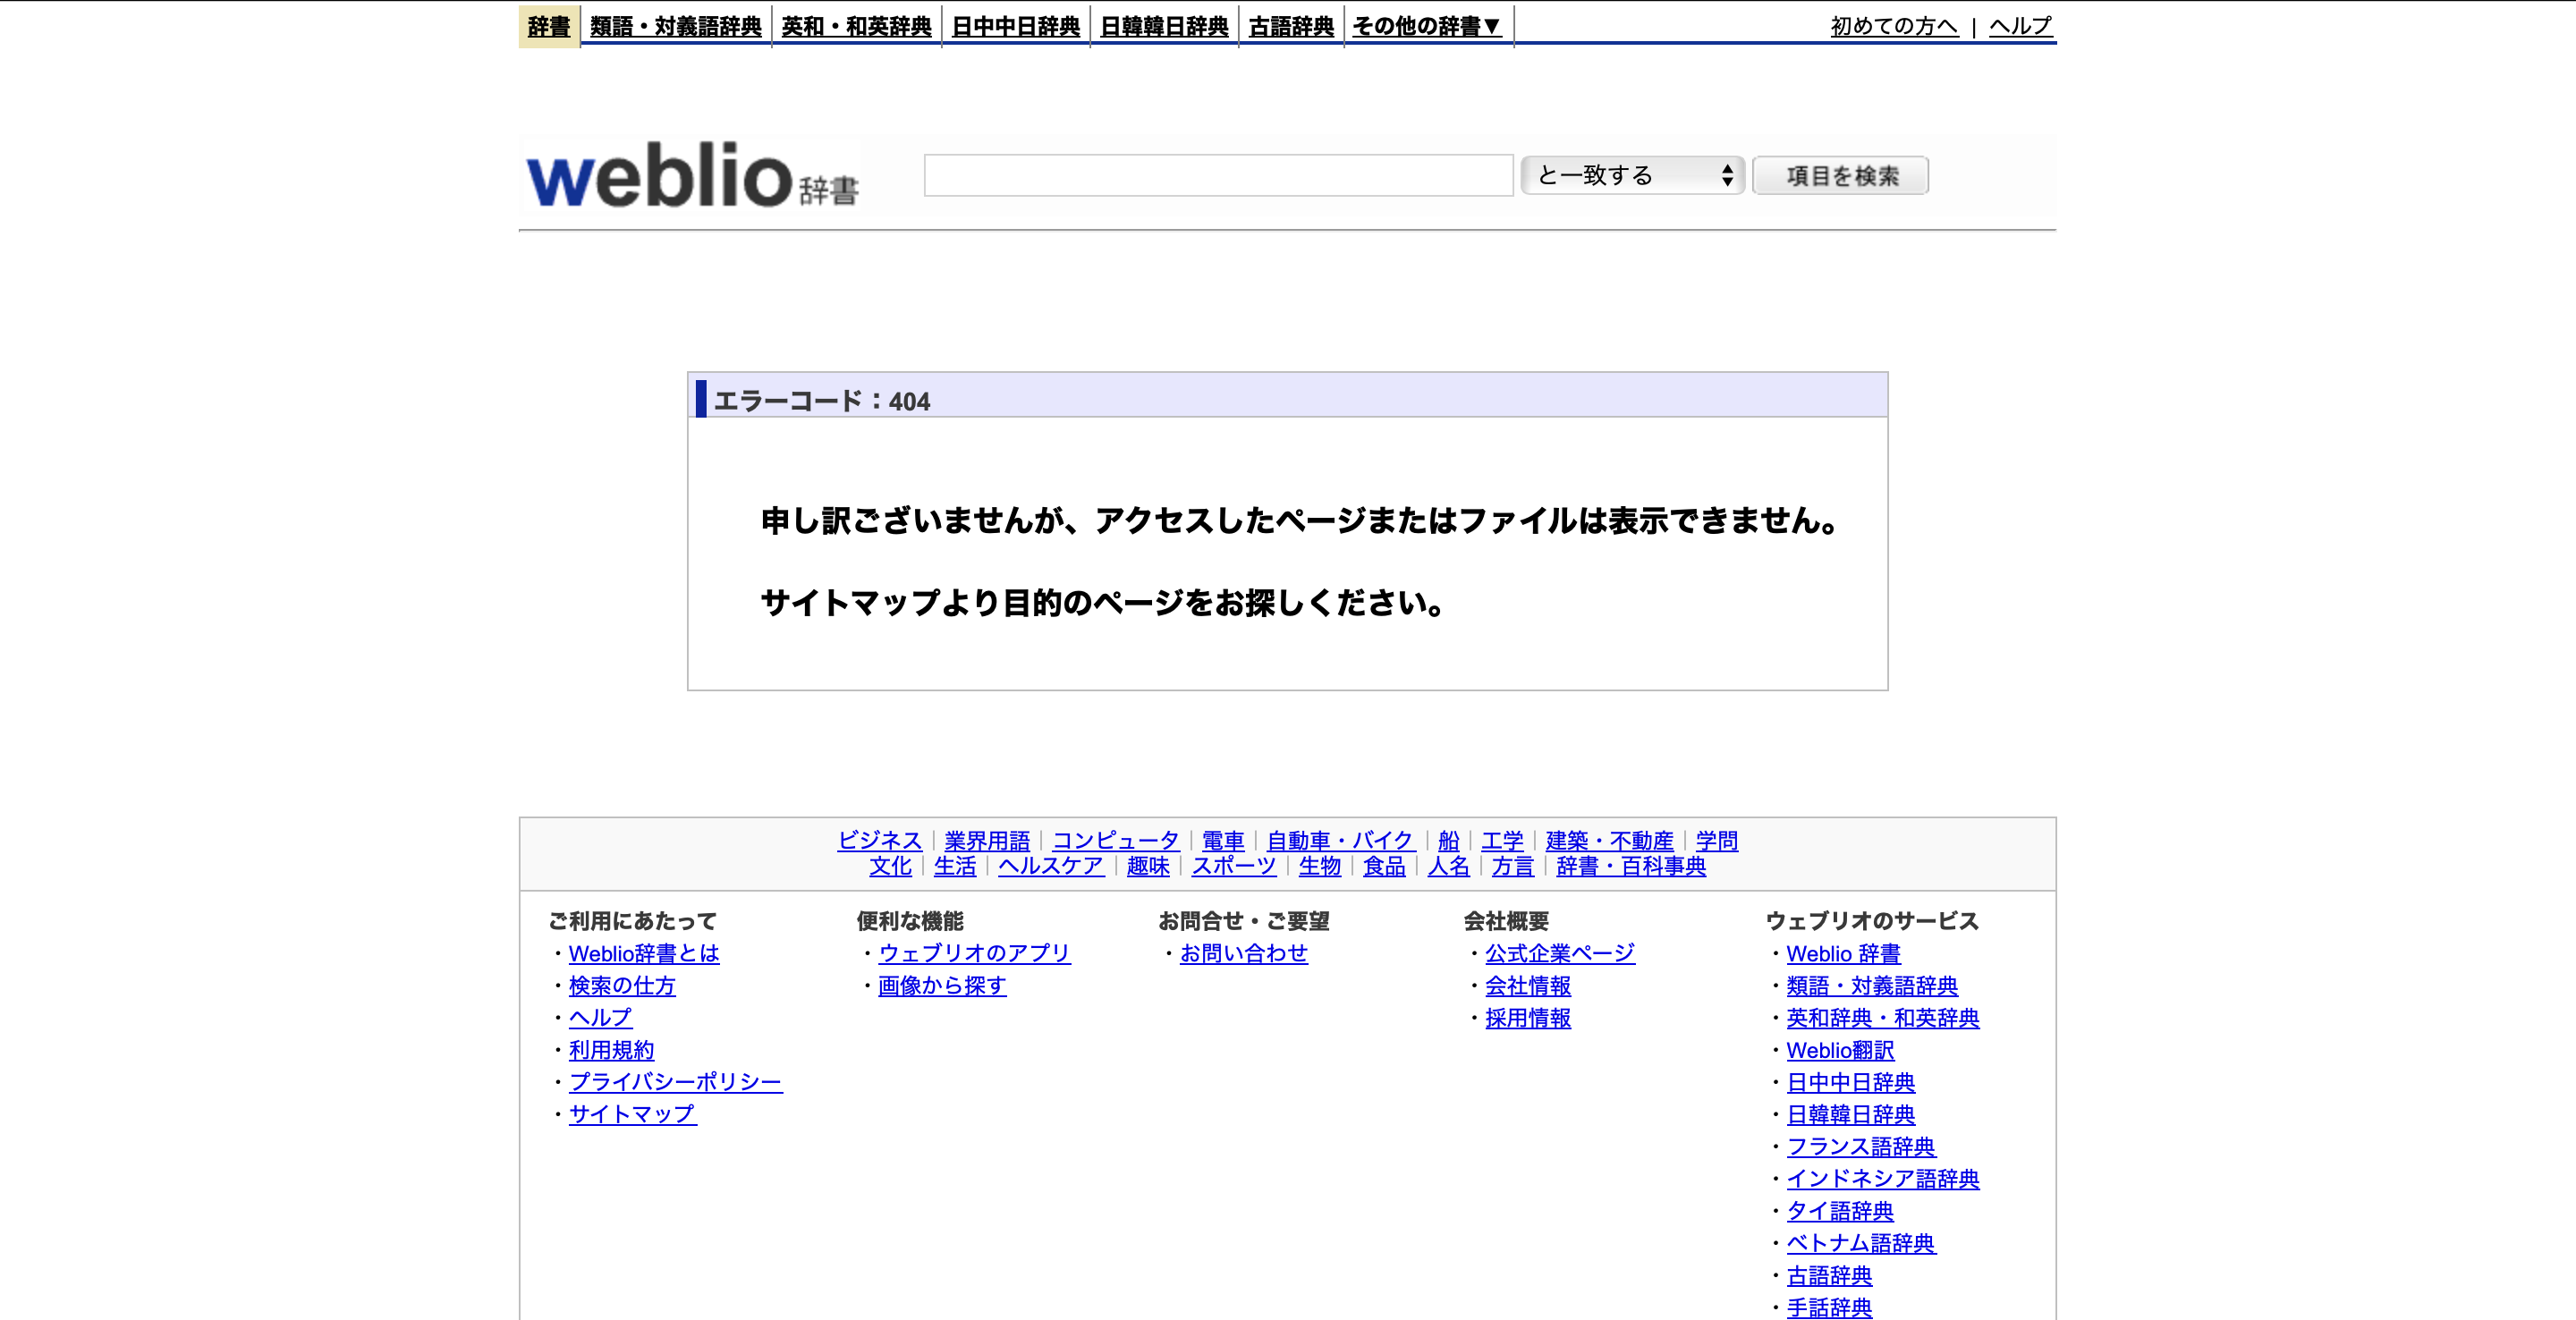 辞書 類語・対義語辞典 英和・和英辞典 日中中日辞典 日韓韓日辞典 古語辞典 その他の辞書▼ 初めての方へ | ヘルプ
weblio辞書 と一致する 項目を検索
エラーコード：404
申し訳ございませんが、アクセスしたページまたはファイルは表示できません。
サイトマップより目的のページをお探しください。
ビジネス | 業界用語 | コンピュータ | 電車 | 自動車・バイク | 船 | 工学 | 建築・不動産 | 学問
文化 | 生活 | ヘルスケア | 趣味 | スポーツ | 生物 | 食品 | 人名 | 方言 | 辞書・百科事典
ご利用にあたって
・Weblio辞書とは
・検索の仕方
・ヘルプ
・利用規約
・プライバシーポリシー
・サイトマップ
便利な機能
・ウェブリオのアプリ
・画像から探す
お問合せ・ご要望
・お問い合わせ
会社概要
・公式企業ページ
・会社情報
・採用情報
ウェブリオのサービス
・Weblio 辞書
・類語・対義語辞典
・英和辞典・和英辞典
・Weblio翻訳
・日中中日辞典
・日韓韓日辞典
・フランス語辞典
・インドネシア語辞典
・タイ語辞典
・ベトナム語辞典
・古語辞典
・手話辞典